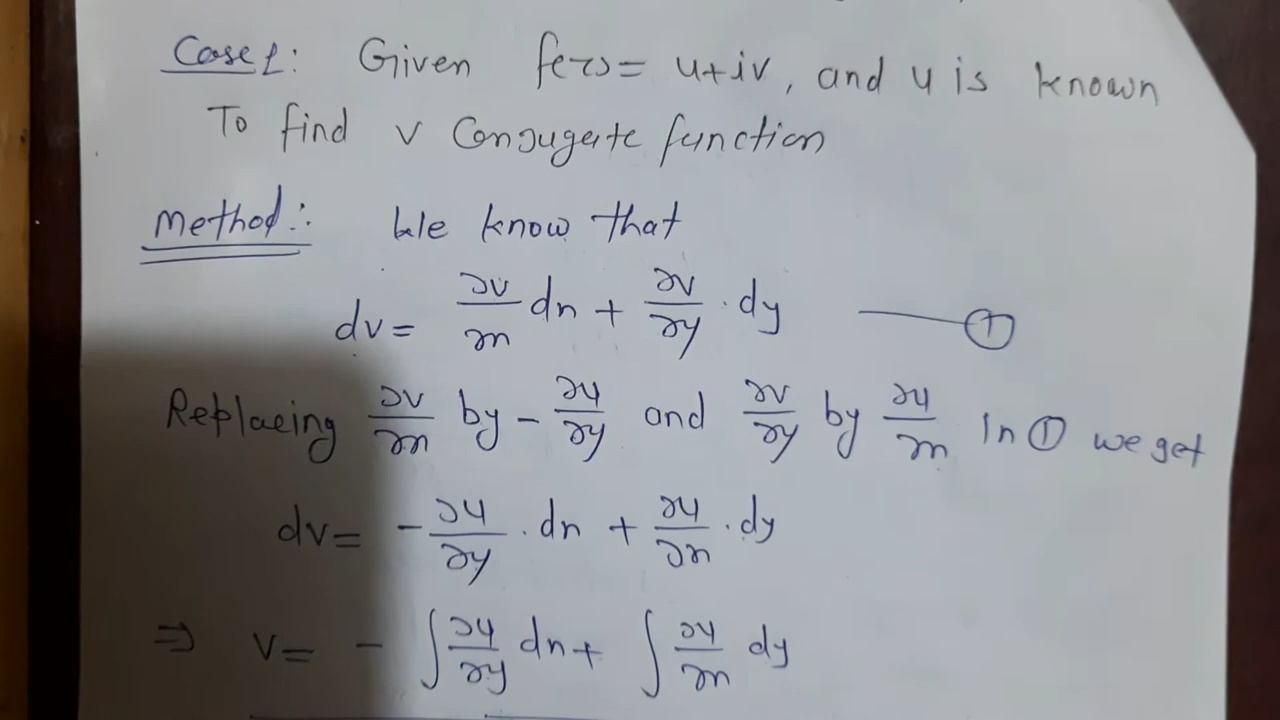 Case 1: Given f(z) = u+iv, and u is known
To find v Conjugate function
Method:- We know that
dv = ∂v/∂x dx + ∂v/∂y · dy —— ①
Replacing ∂v/∂x by - ∂u/∂y and ∂v/∂y by ∂u/∂x In ① we get
dv = - ∂u/∂y · dx + ∂u/∂x · dy
⇒ v = - ∫ ∂u/∂y dx + ∫ ∂u/∂x dy